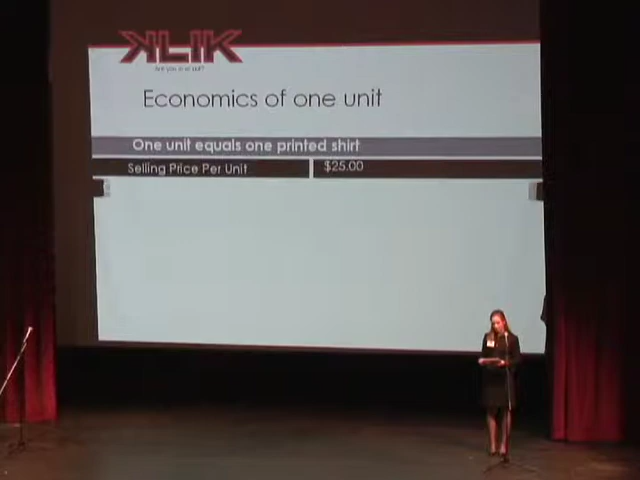 KLIK
Economics of one unit
One unit equals one printed shirt
Selling Price Per Unit $25.00